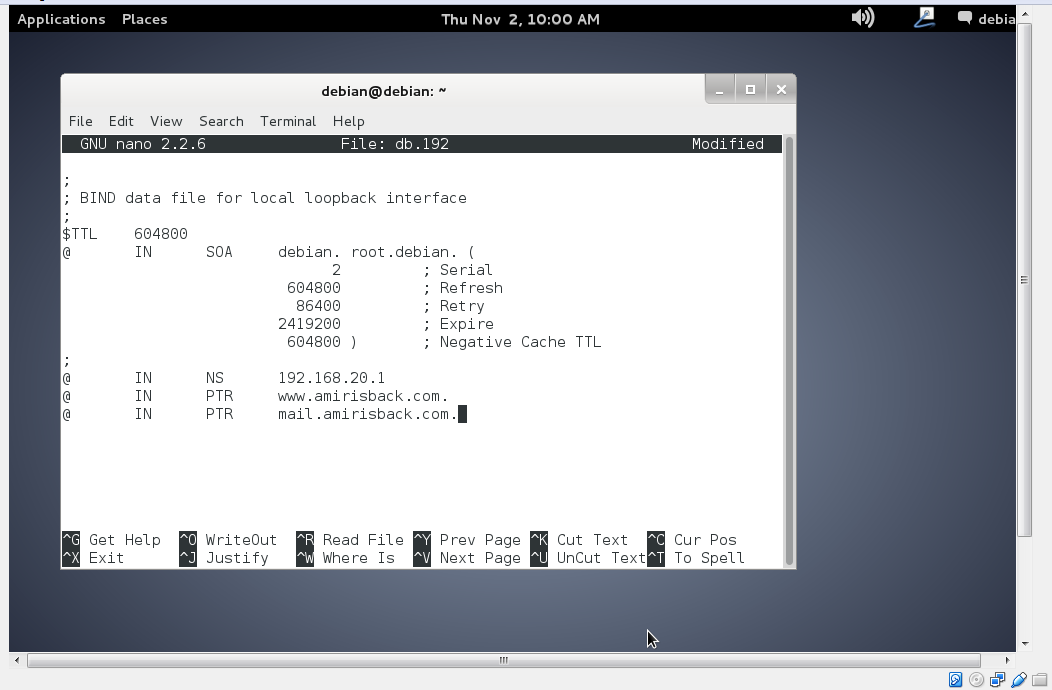 Applications Places Thu Nov 2, 10:00 AM debia
debian@debian: ~
File Edit View Search Terminal Help
GNU nano 2.2.6 File: db.192 Modified
;
; BIND data file for local loopback interface
;
$TTL 604800
@ IN SOA debian. root.debian. (
2 ; Serial
604800 ; Refresh
86400 ; Retry
2419200 ; Expire
604800 ) ; Negative Cache TTL
;
@ IN NS 192.168.20.1
@ IN PTR www.amirisback.com.
@ IN PTR mail.amirisback.com.
^G Get Help ^O WriteOut ^R Read File ^Y Prev Page ^K Cut Text ^C Cur Pos
^X Exit ^J Justify ^W Where Is ^V Next Page ^U UnCut Text ^T To Spell